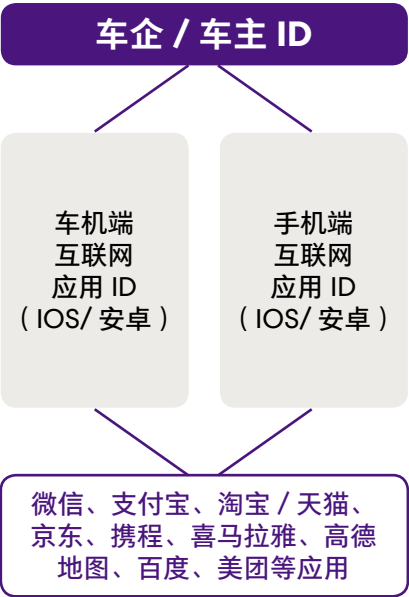 车企 / 车主 ID
车机端
互联网
应用 ID
（IOS/ 安卓）
手机端
互联网
应用 ID
（IOS/ 安卓）
微信、支付宝、淘宝 / 天猫、
京东、携程、喜马拉雅、高德
地图、百度、美团等应用